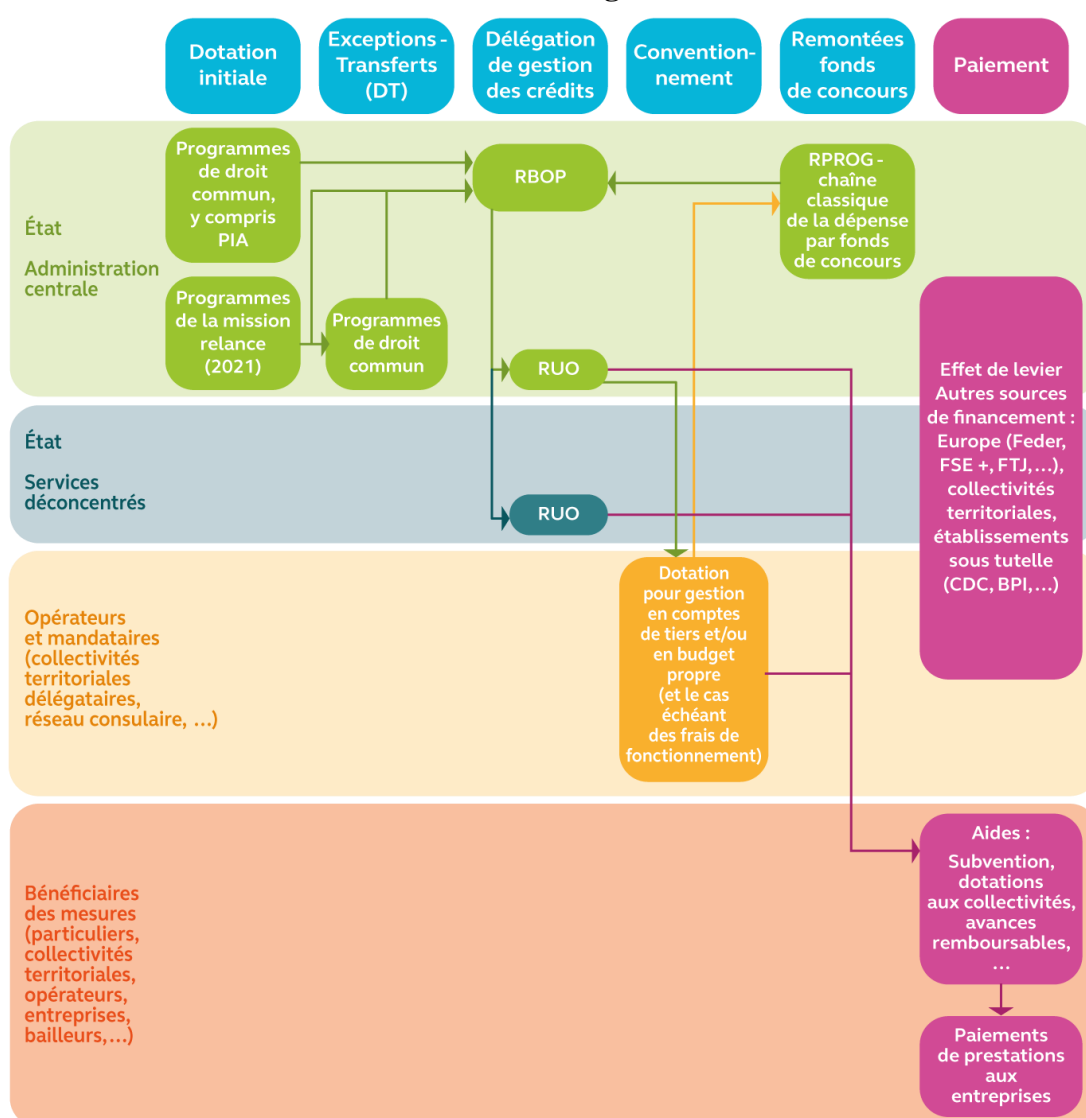 Dotation
initiale
Exceptions -
Transferts
(DT)
Délégation
de gestion
des crédits
Convention-
nement
Remontées
fonds
de concours
Paiement
État
Administration
centrale
Programmes
de droit
commun,
y compris
PIA
Programmes
de la mission
relance
(2021)
Programmes
de droit
commun
RBOP
RUO
RPROG -
chaîne
classique
de la dépense
par fonds
de concours
Effet de levier
Autres sources
de financement :
Europe (Feder,
FSE +, FTJ,...),
collectivités
territoriales,
établissements
sous tutelle
(CDC, BPI,...)
État
Services
déconcentrés
RUO
Opérateurs
et mandataires
(collectivités
territoriales
délégataires,
réseau consulaire, ...)
Dotation
pour gestion
en comptes
de tiers et/ou
en budget
propre
(et le cas
échéant
des frais de
fonctionnement)
Bénéficiaires
des mesures
(particuliers,
collectivités
territoriales,
opérateurs,
entreprises,
bailleurs,...)
Aides :
Subvention,
dotations
aux collectivités,
avances
remboursables,
...
Paiements
de prestations
aux
entreprises